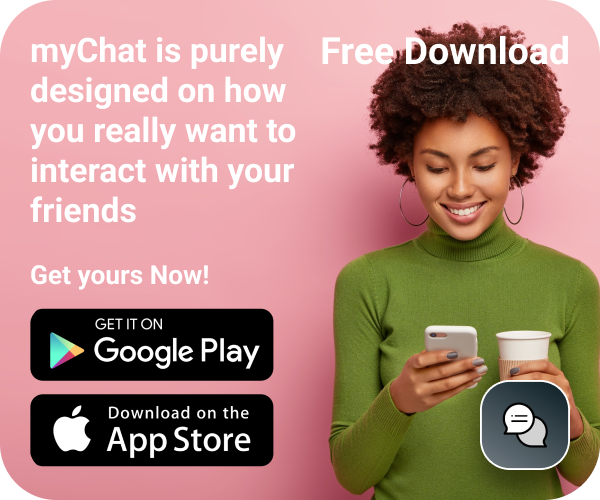 myChat is purely
designed on how
you really want to
interact with your
friends
Free Download
Get yours Now!
GET IT ON
Google Play
Download on the
App Store